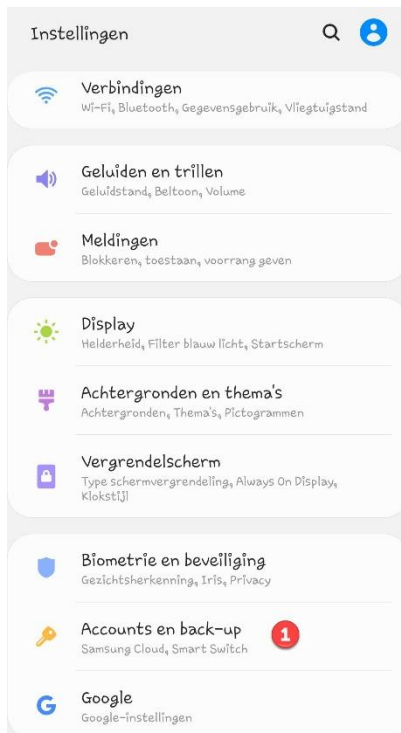 Instellingen
Verbindingen
Wi-Fi, Bluetooth, Gegevensgebruik, Vliegtuigstand
Geluiden en trillen
Geluidstand, Beltoon, Volume
Meldingen
Blokkeren, toestaan, voorrang geven
Display
Helderheid, Filter blauw licht, Startscherm
Achtergronden en thema's
Achtergronden, Thema's, Pictogrammen
Vergrendelscherm
Type schermvergrendeling, Always On Display,
Klokstijl
Biometrie en beveiliging
Gezichtsherkenning, Iris, Privacy
Accounts en back-up 1
Samsung Cloud, Smart Switch
G Google
Google-instellingen